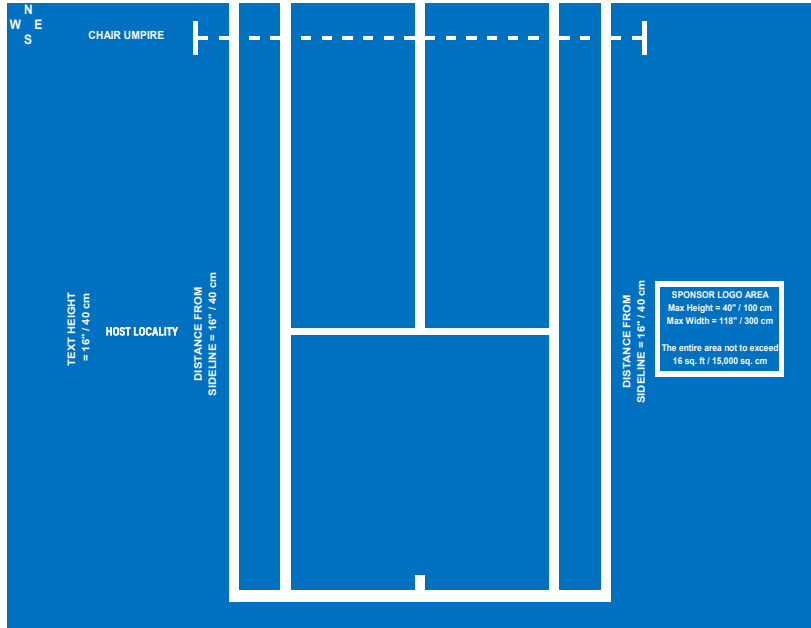 N
W E
S
CHAIR UMPIRE
TEXT HEIGHT
= 16" / 40 cm
HOST LOCALITY
DISTANCE FROM
SIDELINE = 16" / 40 cm
DISTANCE FROM
SIDELINE = 16" / 40 cm
SPONSOR LOGO AREA
Max Height = 40" / 100 cm
Max Width = 118" / 300 cm
The entire area not to exceed
16 sq. ft / 15,000 sq. cm